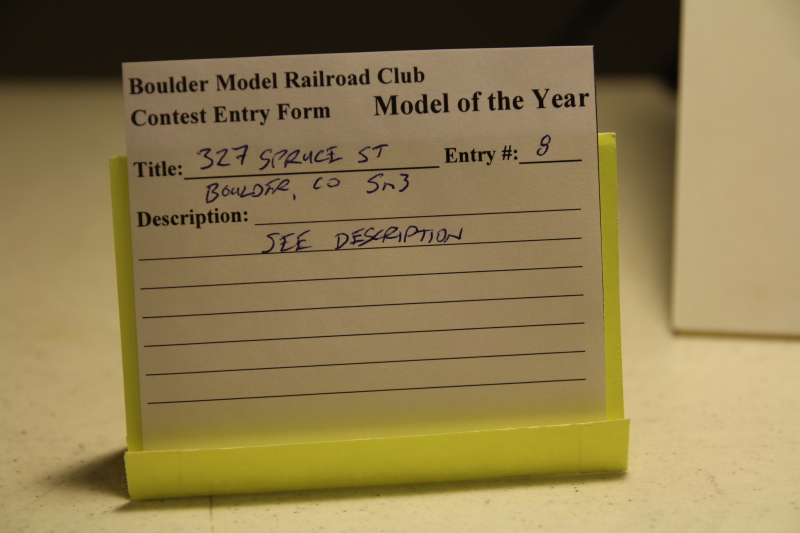 Boulder Model Railroad Club
Contest Entry Form Model of the Year
Title: 327 SPRUCE ST Entry #: 8
BOULDER, CO Sn3
Description:
SEE DESCRIPTION